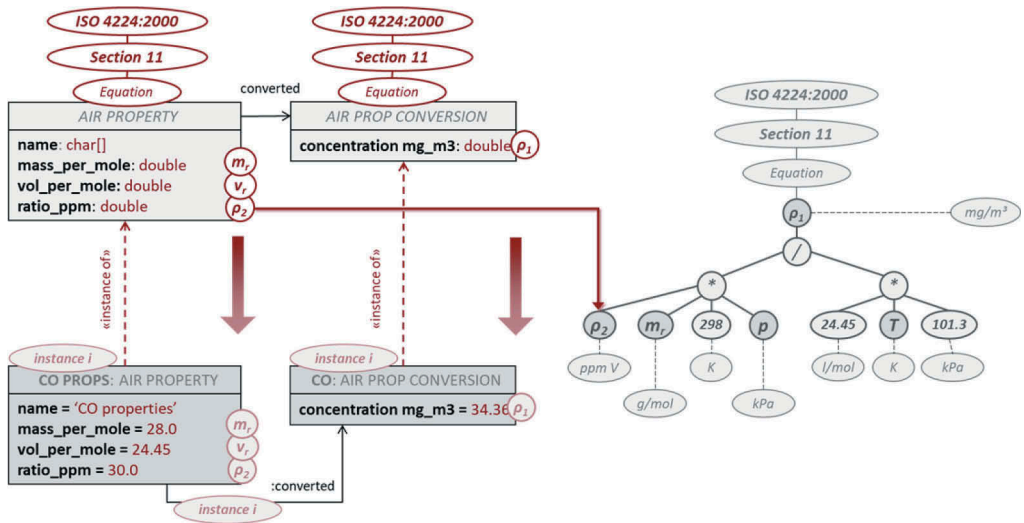 ISO 4224:2000
Section 11
Equation
AIR PROPERTY
name: char[]
mass_per_mole: double
vol_per_mole: double
ratio_ppm: double
mᵣ
vᵣ
ρ₂
converted
ISO 4224:2000
Section 11
Equation
AIR PROP CONVERSION
concentration mg_m3: double
ρ₁
«instance of»
«instance of»
instance i
CO PROPS: AIR PROPERTY
name = ‘CO properties’
mass_per_mole = 28.0
vol_per_mole = 24.45
ratio_ppm = 30.0
mᵣ
vᵣ
ρ₂
instance i
CO: AIR PROP CONVERSION
concentration mg_m3 = 34.36
ρ₁
:converted
instance i
ISO 4224:2000
Section 11
Equation
ρ₁
mg/m³
/
*
*
ρ₂
mᵣ
298
p
24.45
T
101.3
ppm V
K
l/mol
K
kPa
g/mol
kPa